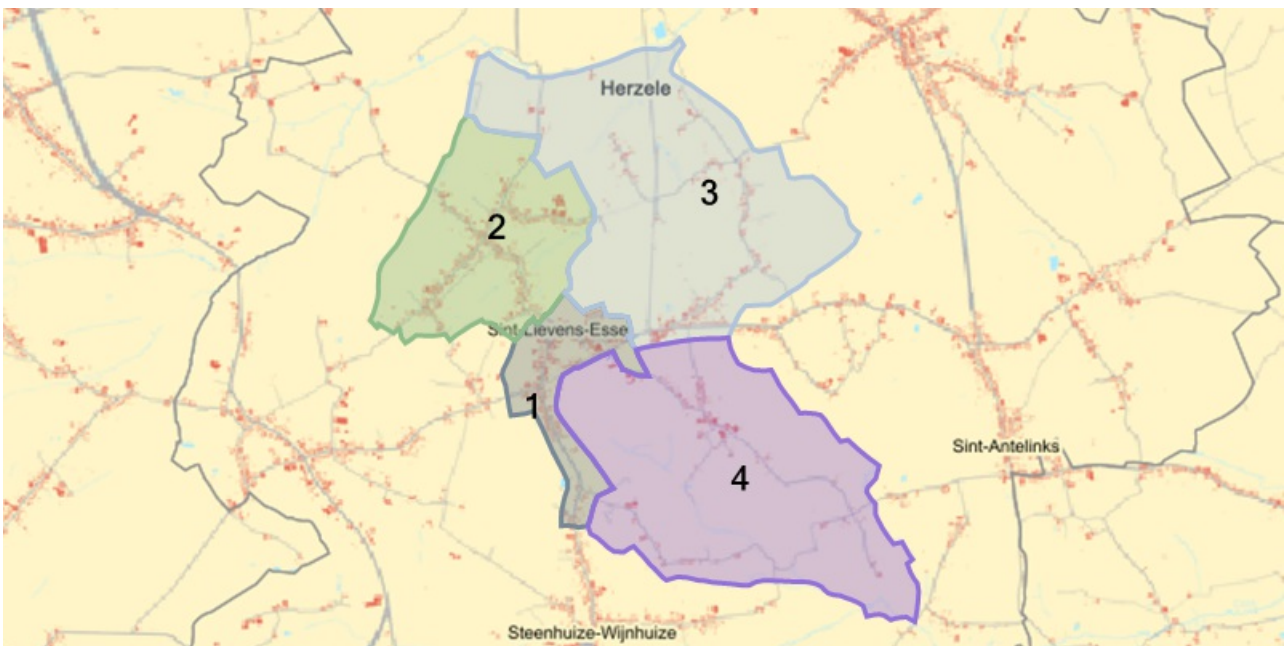 Herzele
3
2
Sint-Lievens-Esse
1
Sint-Antelinks
4
Steenhuize-Wijnhuize